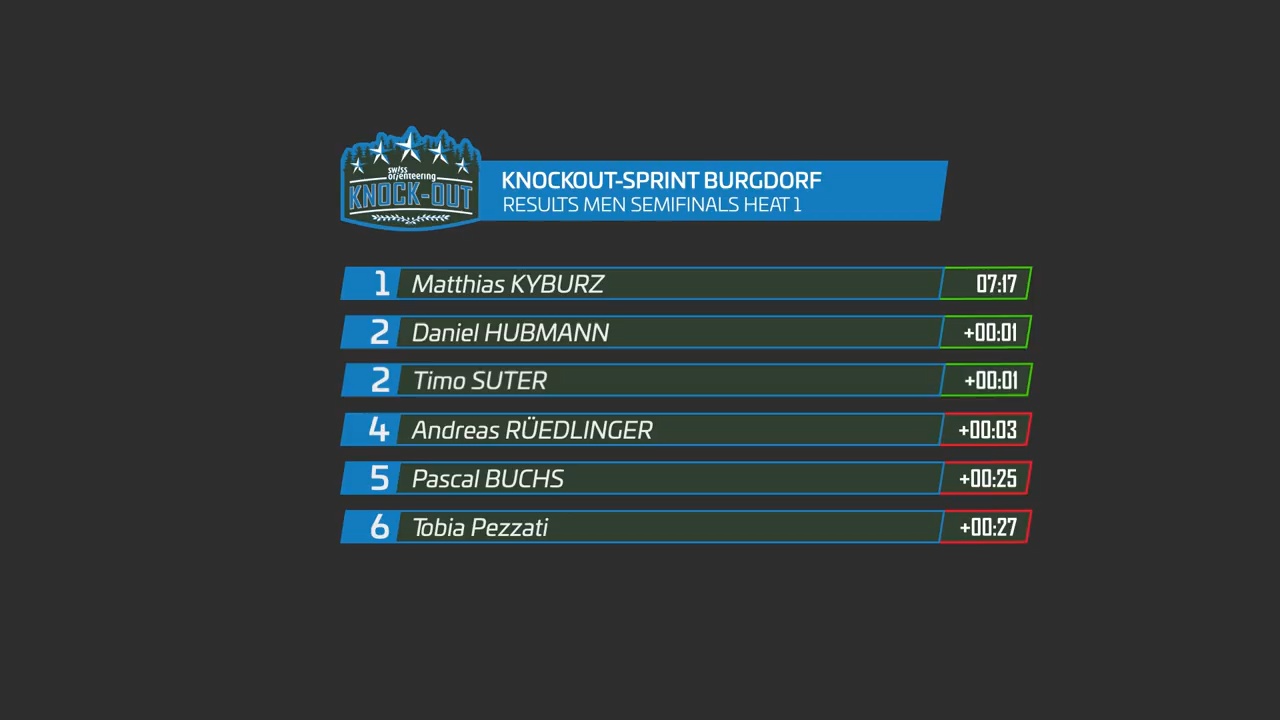 swiss
orienteering
KNOCK-OUT
KNOCKOUT-SPRINT BURGDORF
RESULTS MEN SEMIFINALS HEAT 1
1 Matthias KYBURZ 07:17
2 Daniel HUBMANN +00:01
2 Timo SUTER +00:01
4 Andreas RÜEDLINGER +00:03
5 Pascal BUCHS +00:25
6 Tobia Pezzati +00:27